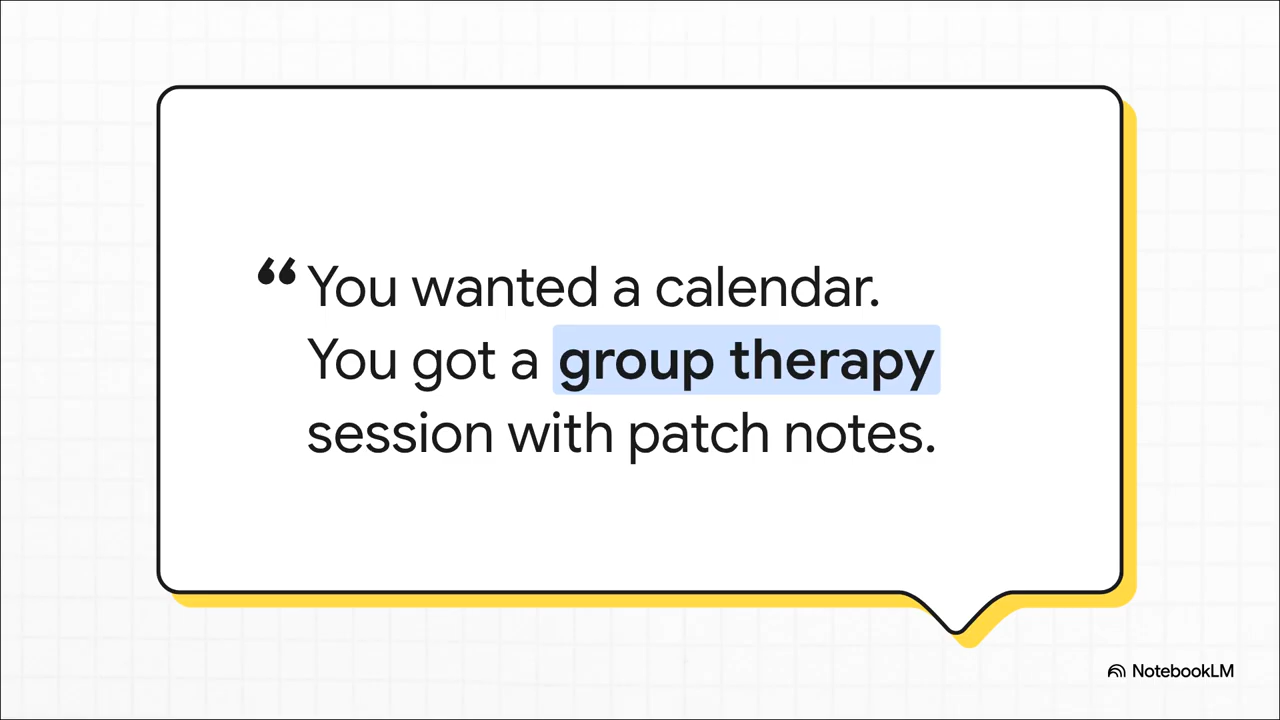 “You wanted a calendar.
You got a group therapy
session with patch notes.
NotebookLM